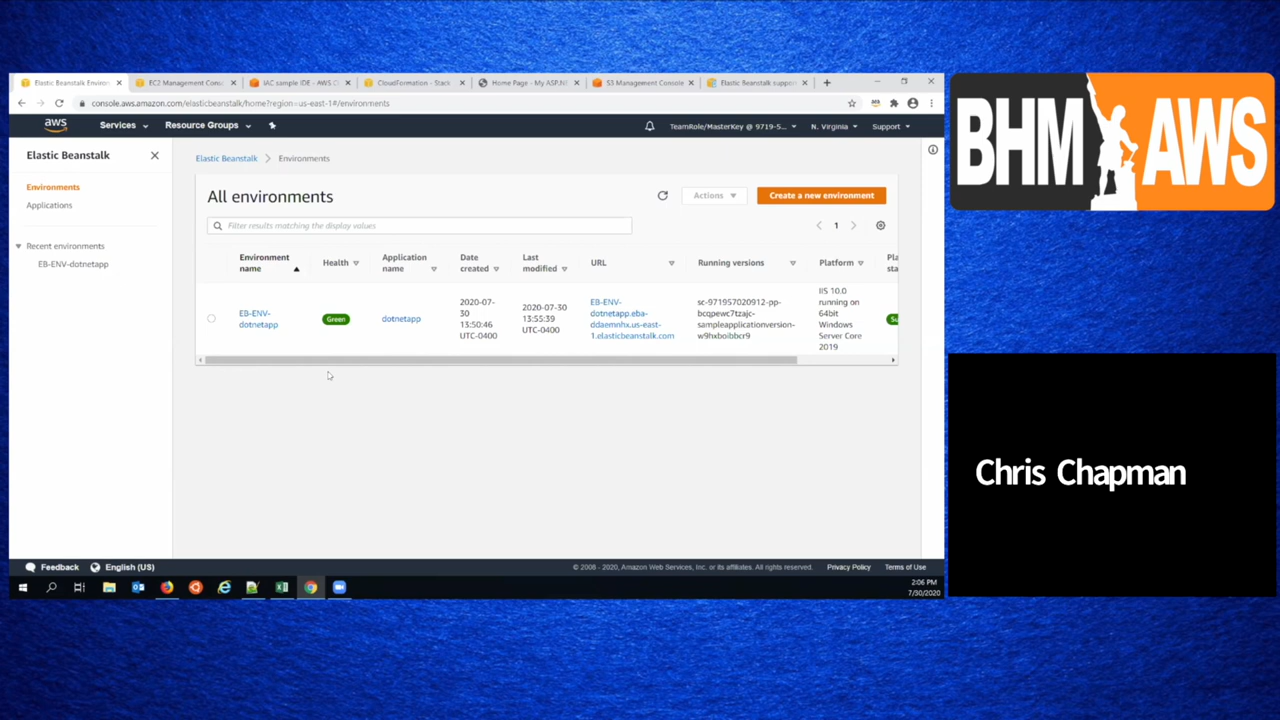 Elastic Beanstalk Environ
EC2 Management Cons
IAC sample IDE - AWS C
CloudFormation - Stack
Home Page - My ASP.NE
S3 Management Console
Elastic Beanstalk support
console.aws.amazon.com/elasticbeanstalk/home?region=us-east-1#/environments
aws
Services
Resource Groups
TeamRole/MasterKey @ 9719-5...
N. Virginia
Support
Elastic Beanstalk
Environments
Applications
Recent environments
EB-ENV-dotnetapp
Elastic Beanstalk > Environments
All environments
Actions
Create a new environment
Filter results matching the display values
1
Environment
name
Health
Application
name
Date
created
Last
modified
URL
Running versions
Platform
Pla
sta
EB-ENV-
dotnetapp
Green
dotnetapp
2020-07-
30
13:50:46
UTC-0400
2020-07-30
13:55:39
UTC-0400
EB-ENV-
dotnetapp.eba-
ddaemnhx.us-east-
1.elasticbeanstalk.com
sc-971957020912-pp-
bcqpewc7tzajc-
sampleapplicationversion-
w9hxboibbcr9
IIS 10.0
running on
64bit
Windows
Server Core
2019
Su
Feedback
English (US)
© 2008 - 2020, Amazon Web Services, Inc. or its affiliates. All rights reserved.
Privacy Policy
Terms of Use
2:06 PM
7/30/2020
BHM AWS
Chris Chapman